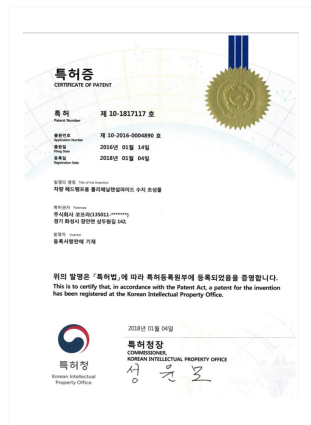 특허증
CERTIFICATE OF PATENT
특허 제 10-1817117 호
Patent Number
출원번호 제 10-2016-0004890 호
Application Number
출원일 2016년 01월 14일
Filing Date
등록일 2018년 01월 04일
Registration Date
발명의 명칭 Title of the Invention
차량 헤드램프용 폴리페닐렌설파이드 수지 조성물
특허권자 Patentee
주식회사 코프라(135011-*******)
경기 화성시 장안면 상두원길 142,
발명자 Inventor
등록사항란에 기재
위의 발명은 「특허법」에 따라 특허등록원부에 등록되었음을 증명합니다.
This is to certify that, in accordance with the Patent Act, a patent for the invention
has been registered at the Korean Intellectual Property Office.
2018년 01월 04일
특허청장
COMMISSIONER,
KOREAN INTELLECTUAL PROPERTY OFFICE
성윤모
특허청
Korean Intellectual
Property Office